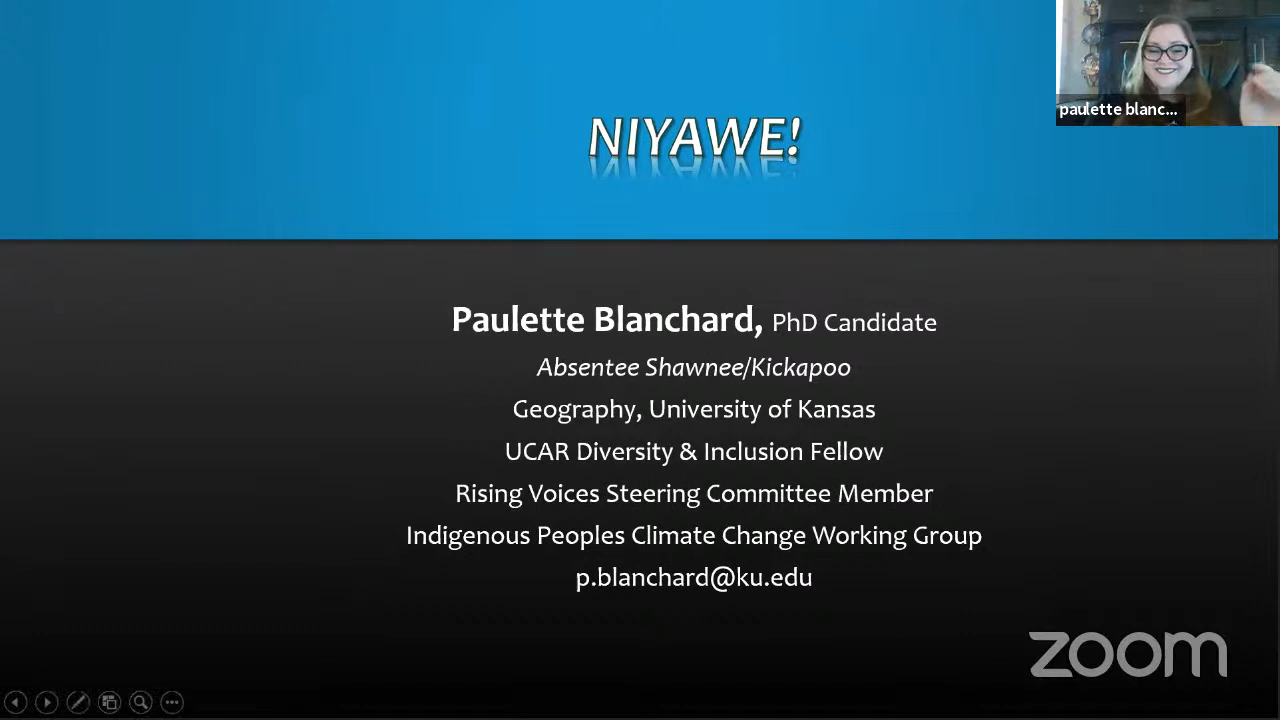 paulette blanc...
NIYAWE!
Paulette Blanchard, PhD Candidate
Absentee Shawnee/Kickapoo
Geography, University of Kansas
UCAR Diversity & Inclusion Fellow
Rising Voices Steering Committee Member
Indigenous Peoples Climate Change Working Group
p.blanchard@ku.edu
zoom